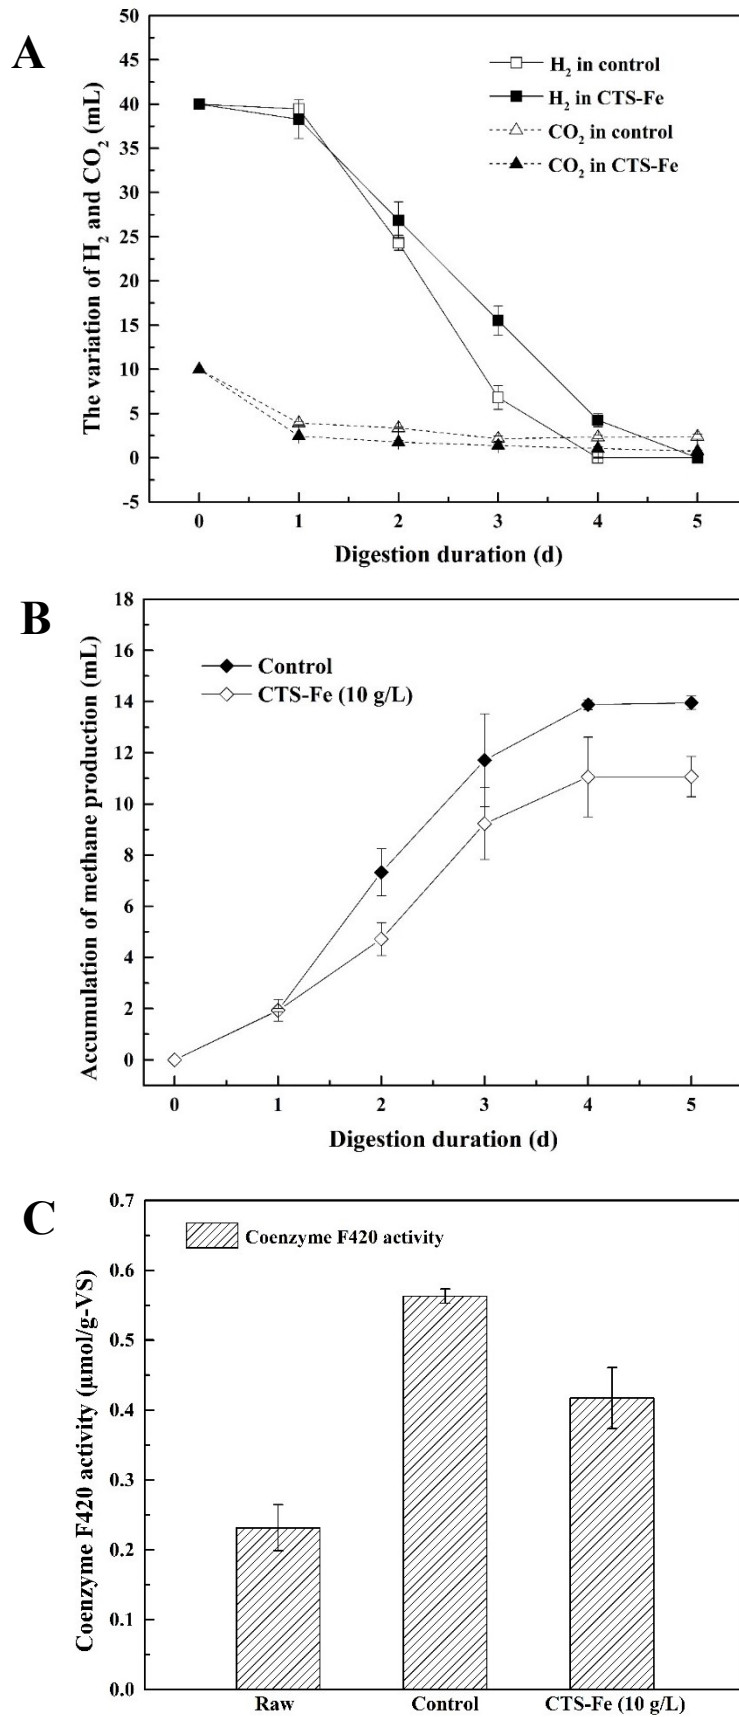 A
The variation of H2 and CO2 (mL)
50
45
40
35
30
25
20
15
10
5
0
-5
H2 in control
H2 in CTS-Fe
CO2 in control
CO2 in CTS-Fe
0 1 2 3 4 5
Digestion duration (d)
B
Accumulation of methane production (mL)
18
16
14
12
10
8
6
4
2
0
Control
CTS-Fe (10 g/L)
0 1 2 3 4 5
Digestion duration (d)
C
Coenzyme F420 activity (μmol/g-VS)
0.7
0.6
0.5
0.4
0.3
0.2
0.1
0.0
Coenzyme F420 activity
Raw Control CTS-Fe (10 g/L)